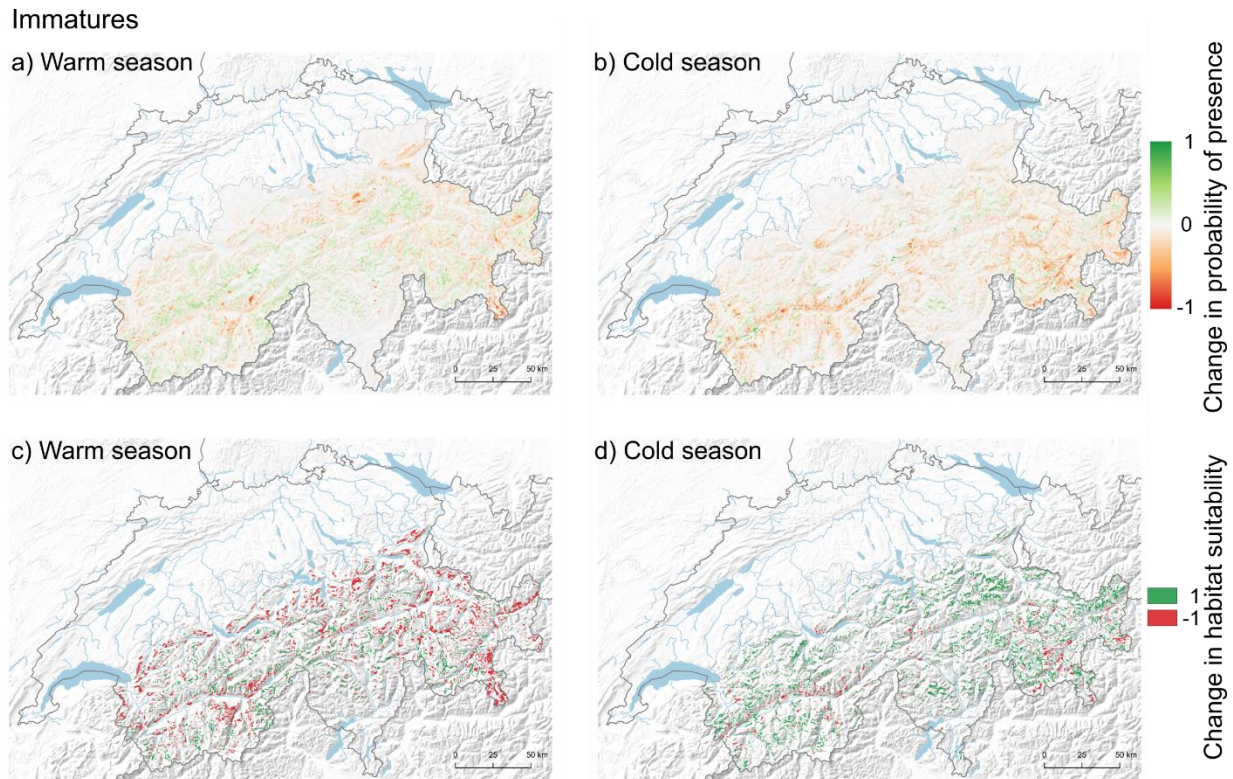 Immatures
a) Warm season
b) Cold season
0 25 50 km
0 25 50 km
1
0
-1
Change in probability of presence
c) Warm season
d) Cold season
0 25 50 km
0 25 50 km
1
-1
Change in habitat suitability